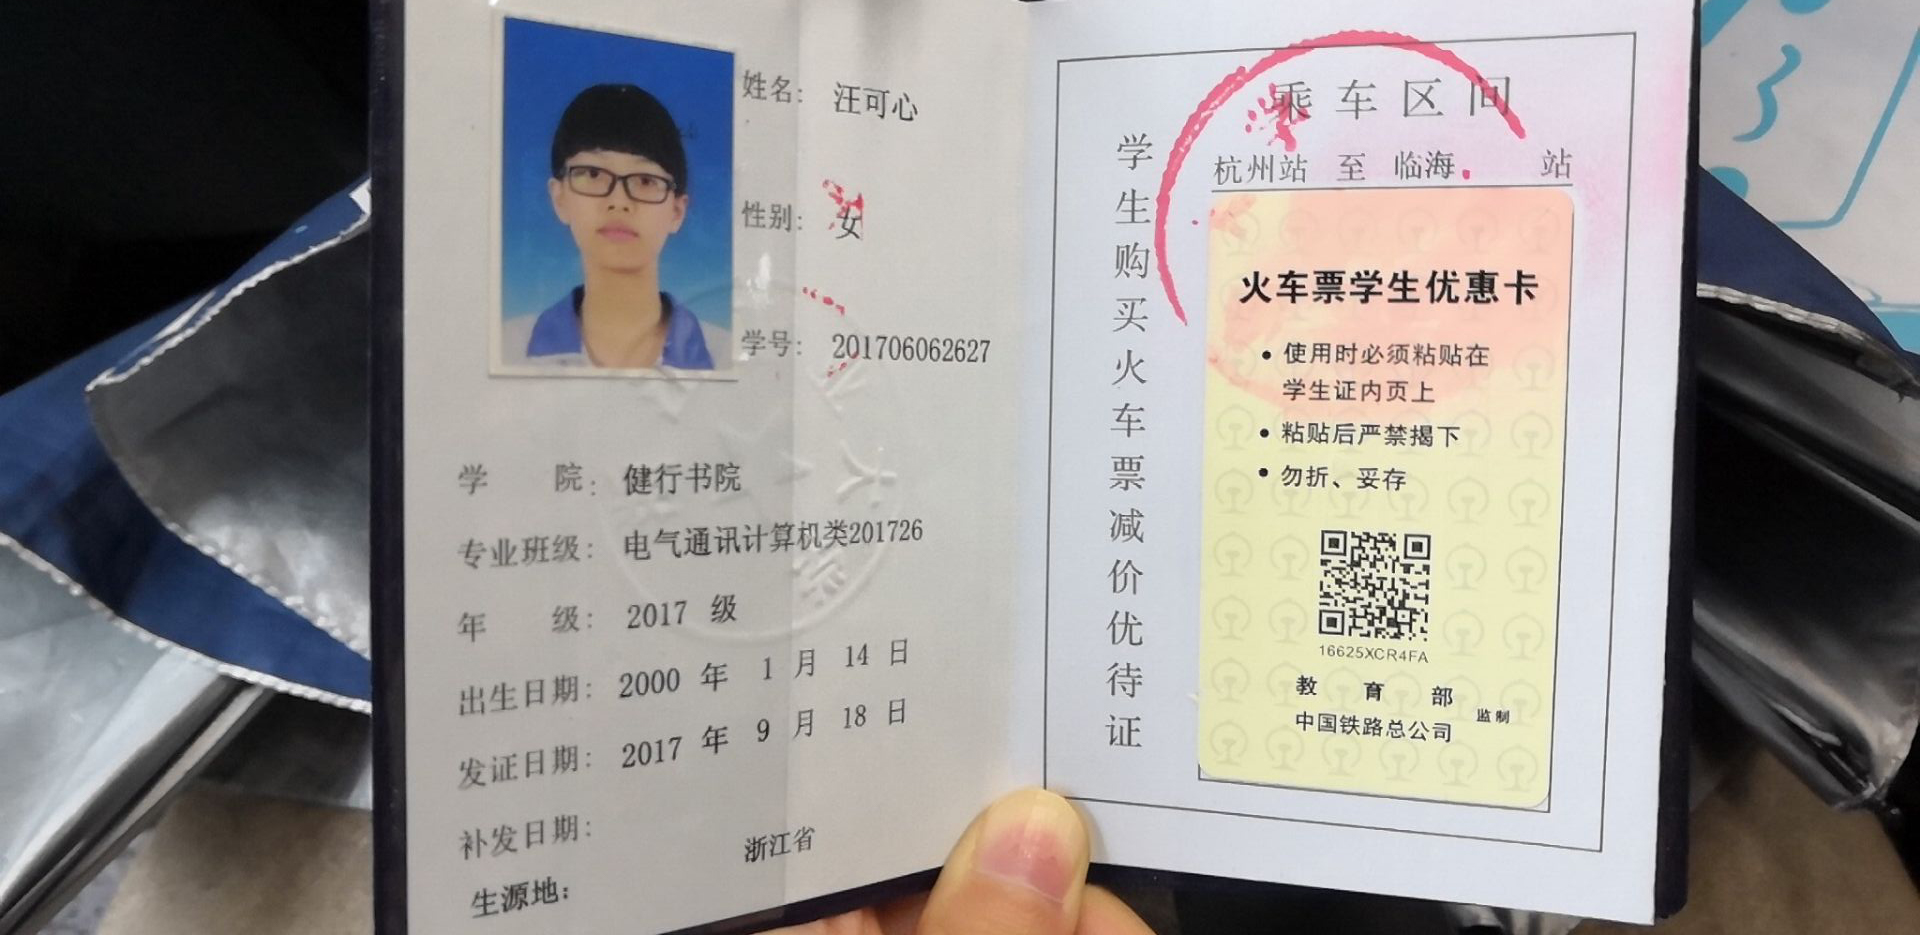 姓名: 汪可心
性别: 女
学号: 201706062627
学 院: 健行书院
专业班级: 电气通讯计算机类201726
年 级: 2017 级
出生日期: 2000 年 1 月 14 日
发证日期: 2017 年 9 月 18 日
补发日期:
浙江省
生源地:
学生购买火车票减价优待证
乘车区间
杭州站 至 临海 站
火车票学生优惠卡
• 使用时必须粘贴在
学生证内页上
• 粘贴后严禁揭下
• 勿折、妥存
16625XCR4FA
教育部
中国铁路总公司 监制